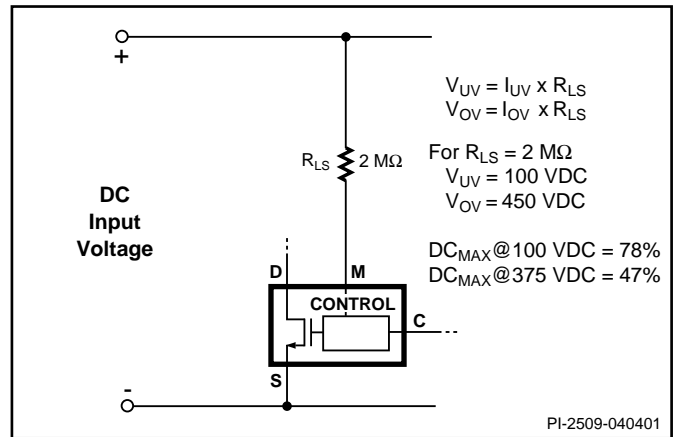 +
V_UV = I_UV x R_LS
V_OV = I_OV x R_LS
R_LS 2 MΩ
For R_LS = 2 MΩ
V_UV = 100 VDC
V_OV = 450 VDC
DC
Input
Voltage
DC_MAX@100 VDC = 78%
DC_MAX@375 VDC = 47%
D M
CONTROL
C
S
-
PI-2509-040401